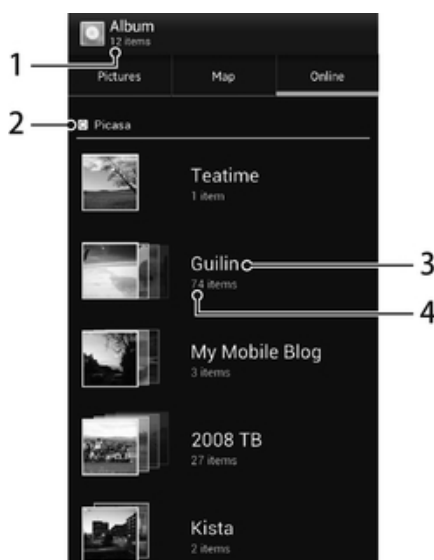 Album
12 items
1
Pictures Map Online
2
Picasa
Teatime
1 item
Guilin
3
74 items
4
My Mobile Blog
3 items
2008 TB
27 items
Kista
2 items